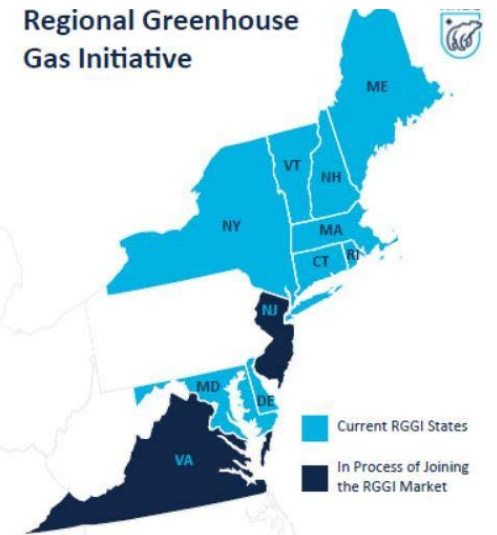 Regional Greenhouse
Gas Initiative
ME
VT
NH
NY
MA
CT
RI
NJ
MD
DE
VA
Current RGGI States
In Process of Joining
the RGGI Market